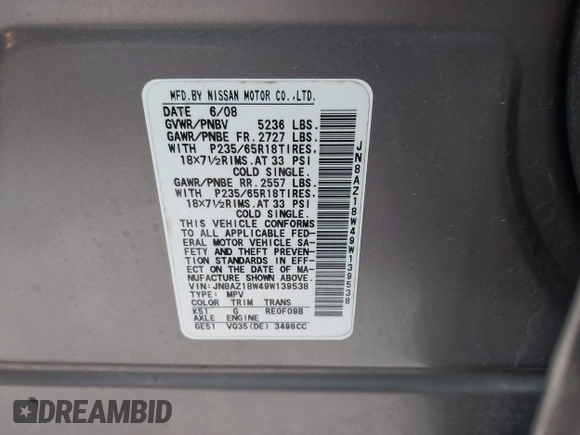 MFD.BY NISSAN MOTOR CO.,LTD.
DATE 6/08
GVWR/PNBV 5236 LBS.
GAWR/PNBE FR. 2727 LBS.
WITH P235/65R18TIRES.
18×7½RIMS.AT 33 PSI
COLD SINGLE.
GAWR/PNBE RR. 2557 LBS.
WITH P235/65R18TIRES.
18×7½RIMS.AT 33 PSI
COLD SINGLE.
THIS VEHICLE CONFORMS
TO ALL APPLICABLE FED-
ERAL MOTOR VEHICLE SA-
FETY AND THEFT PREVEN-
TION STANDARDS IN EFF-
ECT ON THE DATE OF MA-
NUFACTURE SHOWN ABOVE.
VIN:JN8AZ18W49W139538
TYPE: MPV
COLOR TRIM TRANS
K51 G RE0F09B
AXLE ENGINE
GE51 VQ35(DE) 3498CC
JN8AZ18W49W139538
DREAMBID